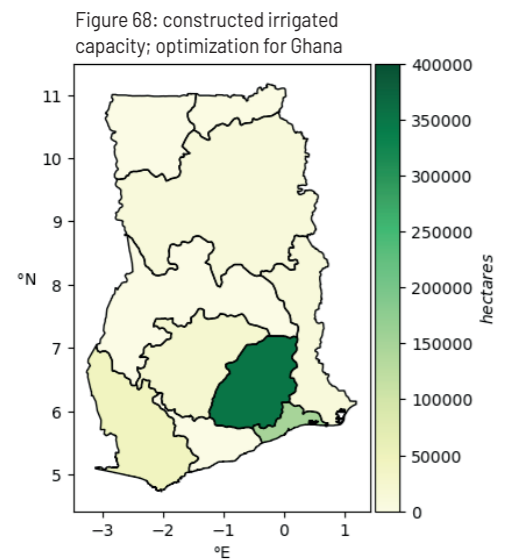 Figure 68: constructed irrigated
capacity; optimization for Ghana
11
10
9
8
7
6
5
°N
−3 −2 −1 0 1
°E
400000
350000
300000
250000
200000
150000
100000
50000
0
hectares